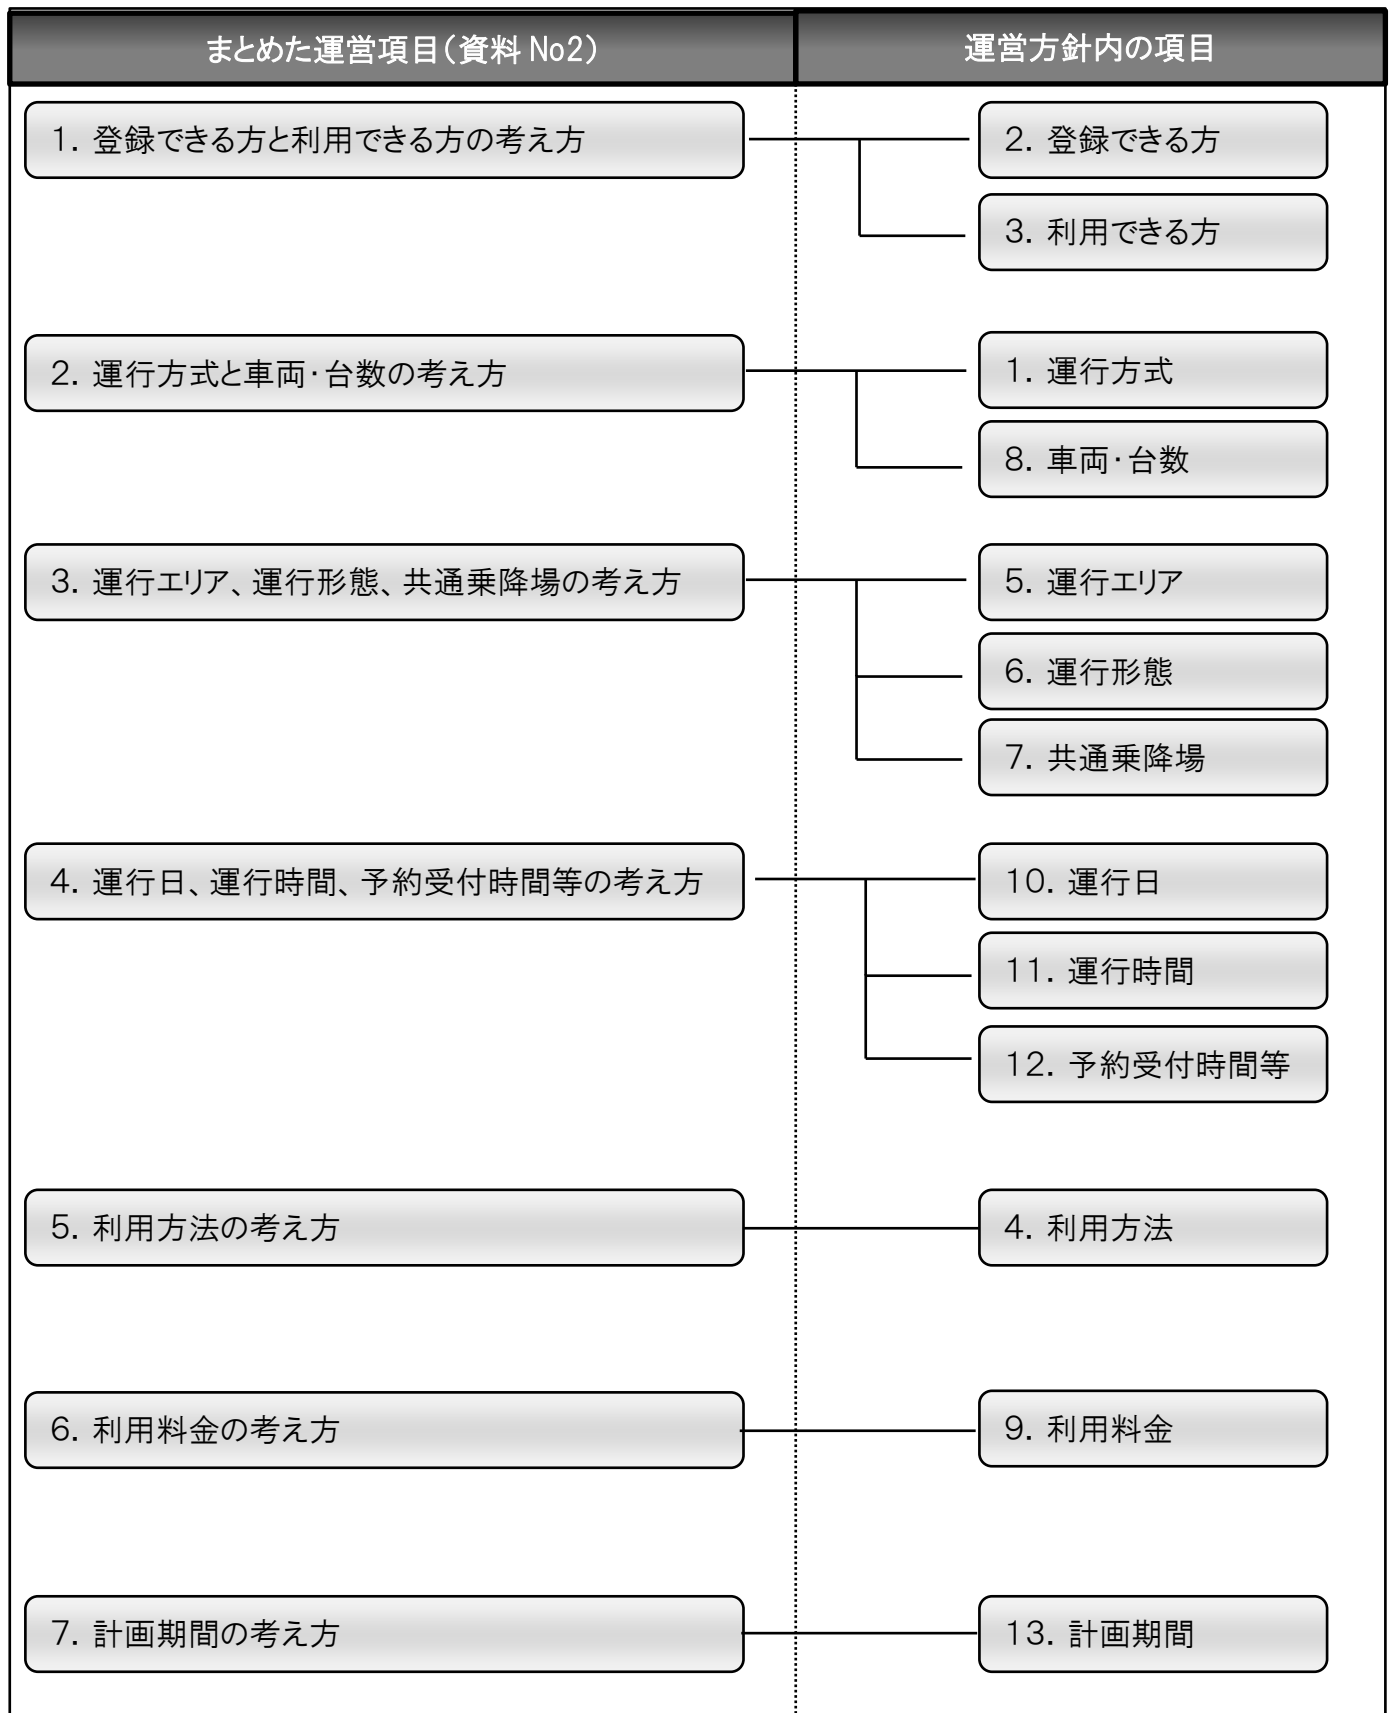 まとめた運営項目(資料 No2)
運営方針内の項目
1. 登録できる方と利用できる方の考え方
2. 登録できる方
3. 利用できる方
2. 運行方式と車両・台数の考え方
1. 運行方式
8. 車両・台数
3. 運行エリア、運行形態、共通乗降場の考え方
5. 運行エリア
6. 運行形態
7. 共通乗降場
4. 運行日、運行時間、予約受付時間等の考え方
10. 運行日
11. 運行時間
12. 予約受付時間等
5. 利用方法の考え方
4. 利用方法
6. 利用料金の考え方
9. 利用料金
7. 計画期間の考え方
13. 計画期間